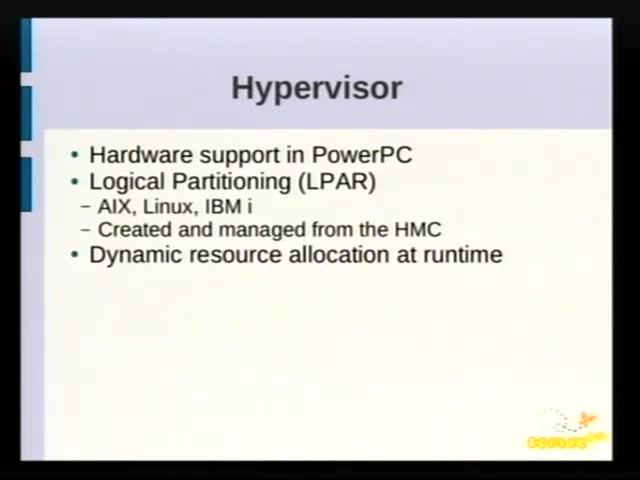 Hypervisor
• Hardware support in PowerPC
• Logical Partitioning (LPAR)
– AIX, Linux, IBM i
– Created and managed from the HMC
• Dynamic resource allocation at runtime